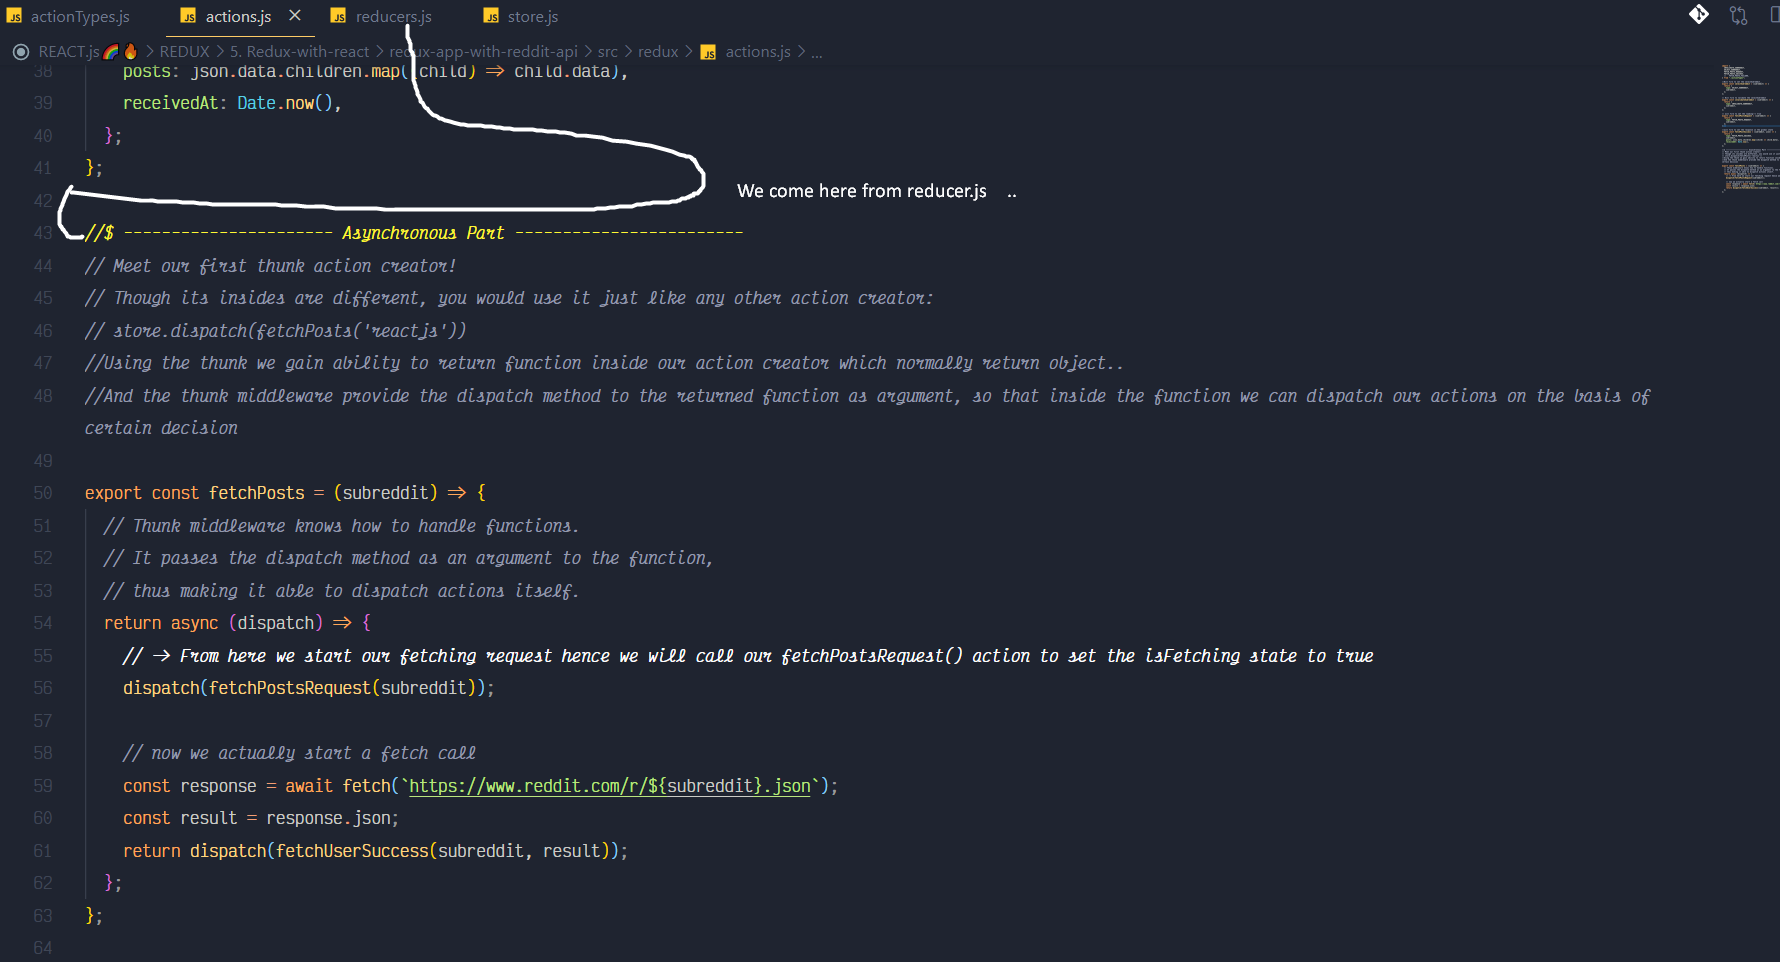 JS actionTypes.js JS actions.js × JS reducers.js JS store.js
REACT.js🌈🔥 > REDUX > 5. Redux-with-react > redux-app-with-reddit-api > src > redux > JS actions.js > ...
38 posts: json.data.children.map((child) => child.data),
39 receivedAt: Date.now(),
40 };
41 };
42
We come here from reducer.js ..
43 //$ ---------------------- Asynchronous Part ------------------------
44 // Meet our first thunk action creator!
45 // Though its insides are different, you would use it just like any other action creator:
46 // store.dispatch(fetchPosts('reactjs'))
47 //Using the thunk we gain ability to return function inside our action creator which normally return object..
48 //And the thunk middleware provide the dispatch method to the returned function as argument, so that inside the function we can dispatch our actions on the basis of
certain decision
49
50 export const fetchPosts = (subreddit) => {
51 // Thunk middleware knows how to handle functions.
52 // It passes the dispatch method as an argument to the function,
53 // thus making it able to dispatch actions itself.
54 return async (dispatch) => {
55 // -> From here we start our fetching request hence we will call our fetchPostsRequest() action to set the isFetching state to true
56 dispatch(fetchPostsRequest(subreddit));
57
58 // now we actually start a fetch call
59 const response = await fetch(`https://www.reddit.com/r/${subreddit}.json`);
60 const result = response.json;
61 return dispatch(fetchUserSuccess(subreddit, result));
62 };
63 };
64